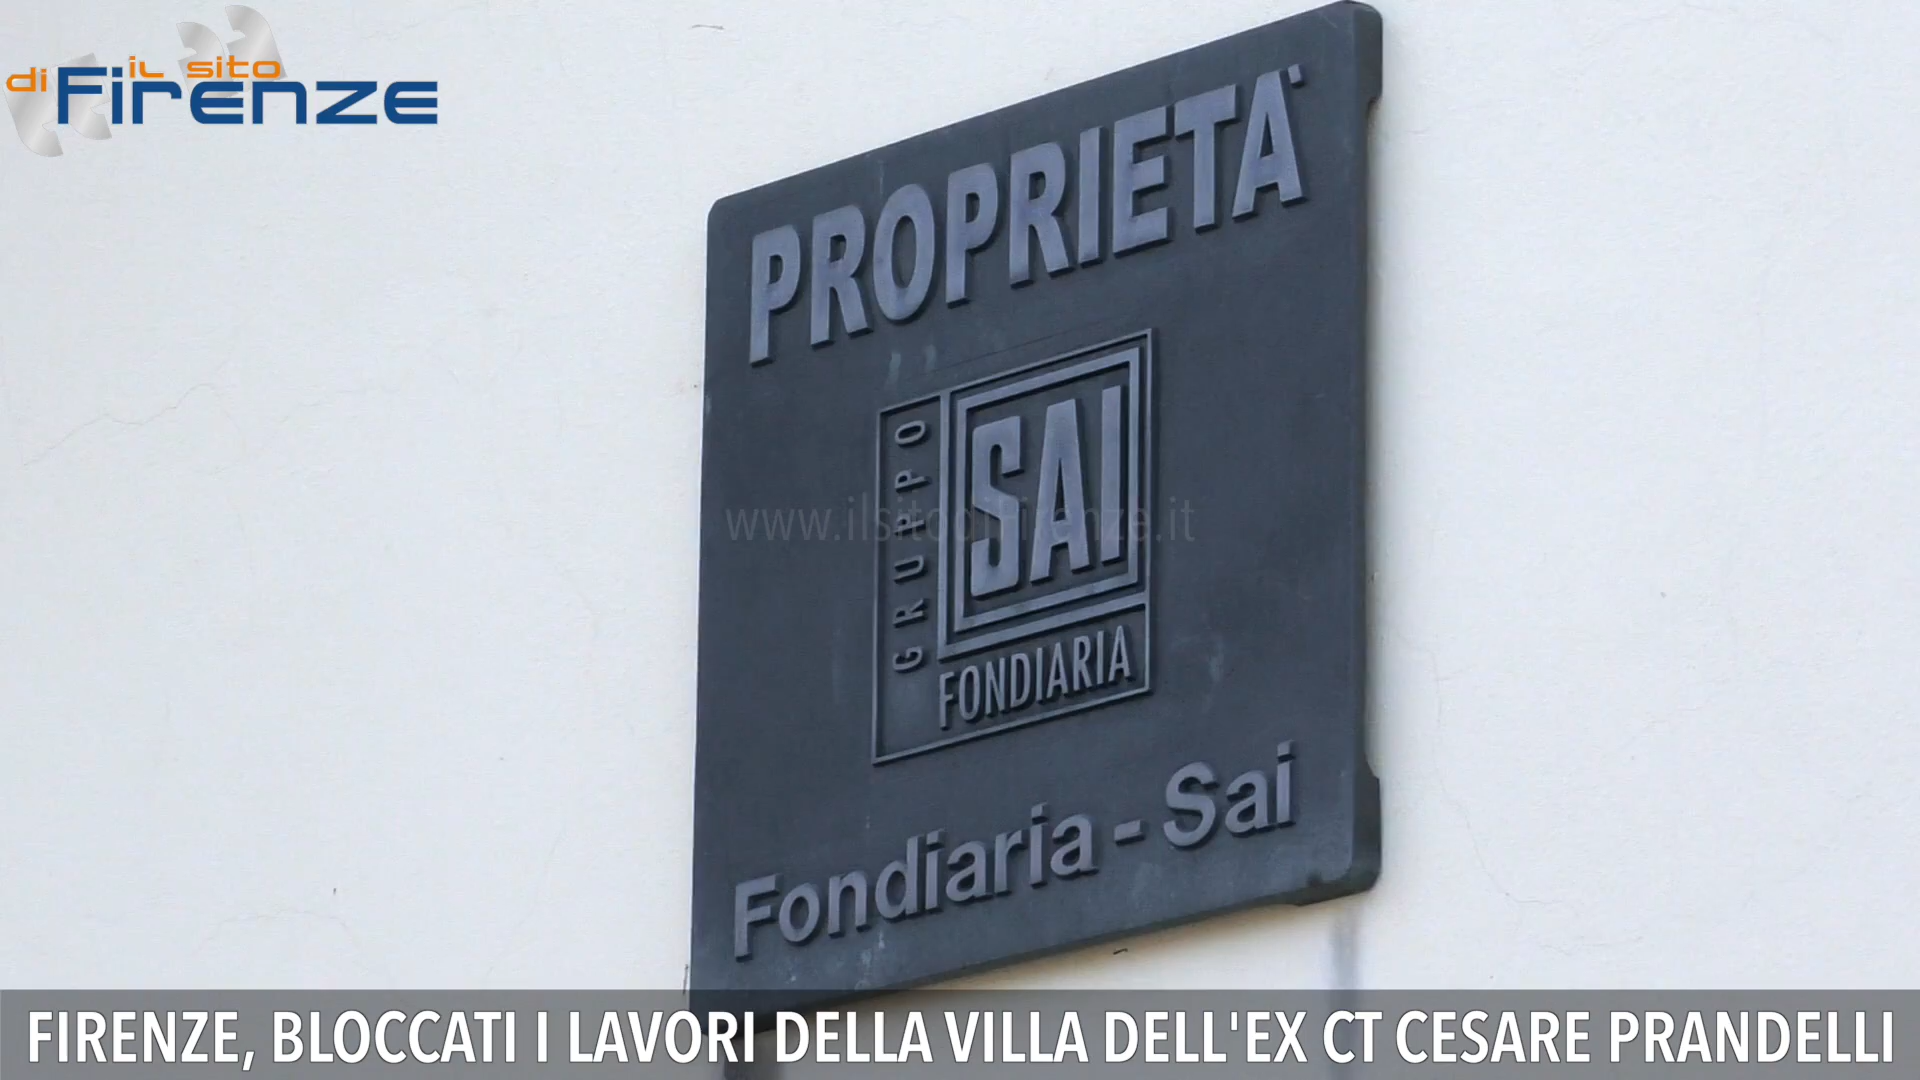 il sito
di Firenze
PROPRIETÀ
GRUPPO
SAI
FONDIARIA
www.ilsitodifirenze.it
Fondiaria - Sai
FIRENZE, BLOCCATI I LAVORI DELLA VILLA DELL'EX CT CESARE PRANDELLI